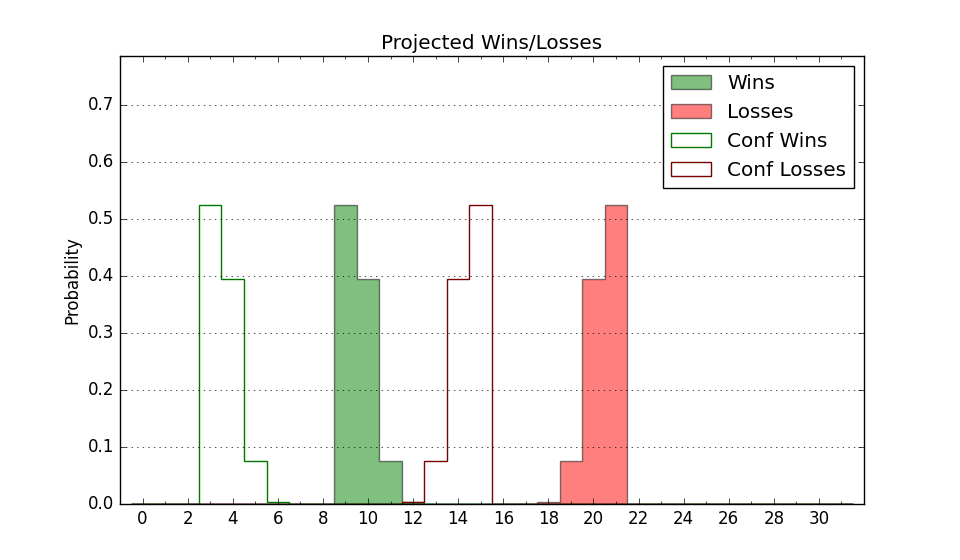 Projected Wins/Losses
Wins
Losses
Conf Wins
Conf Losses
Probability
0.7
0.6
0.5
0.4
0.3
0.2
0.1
0.0
0 2 4 6 8 10 12 14 16 18 20 22 24 26 28 30